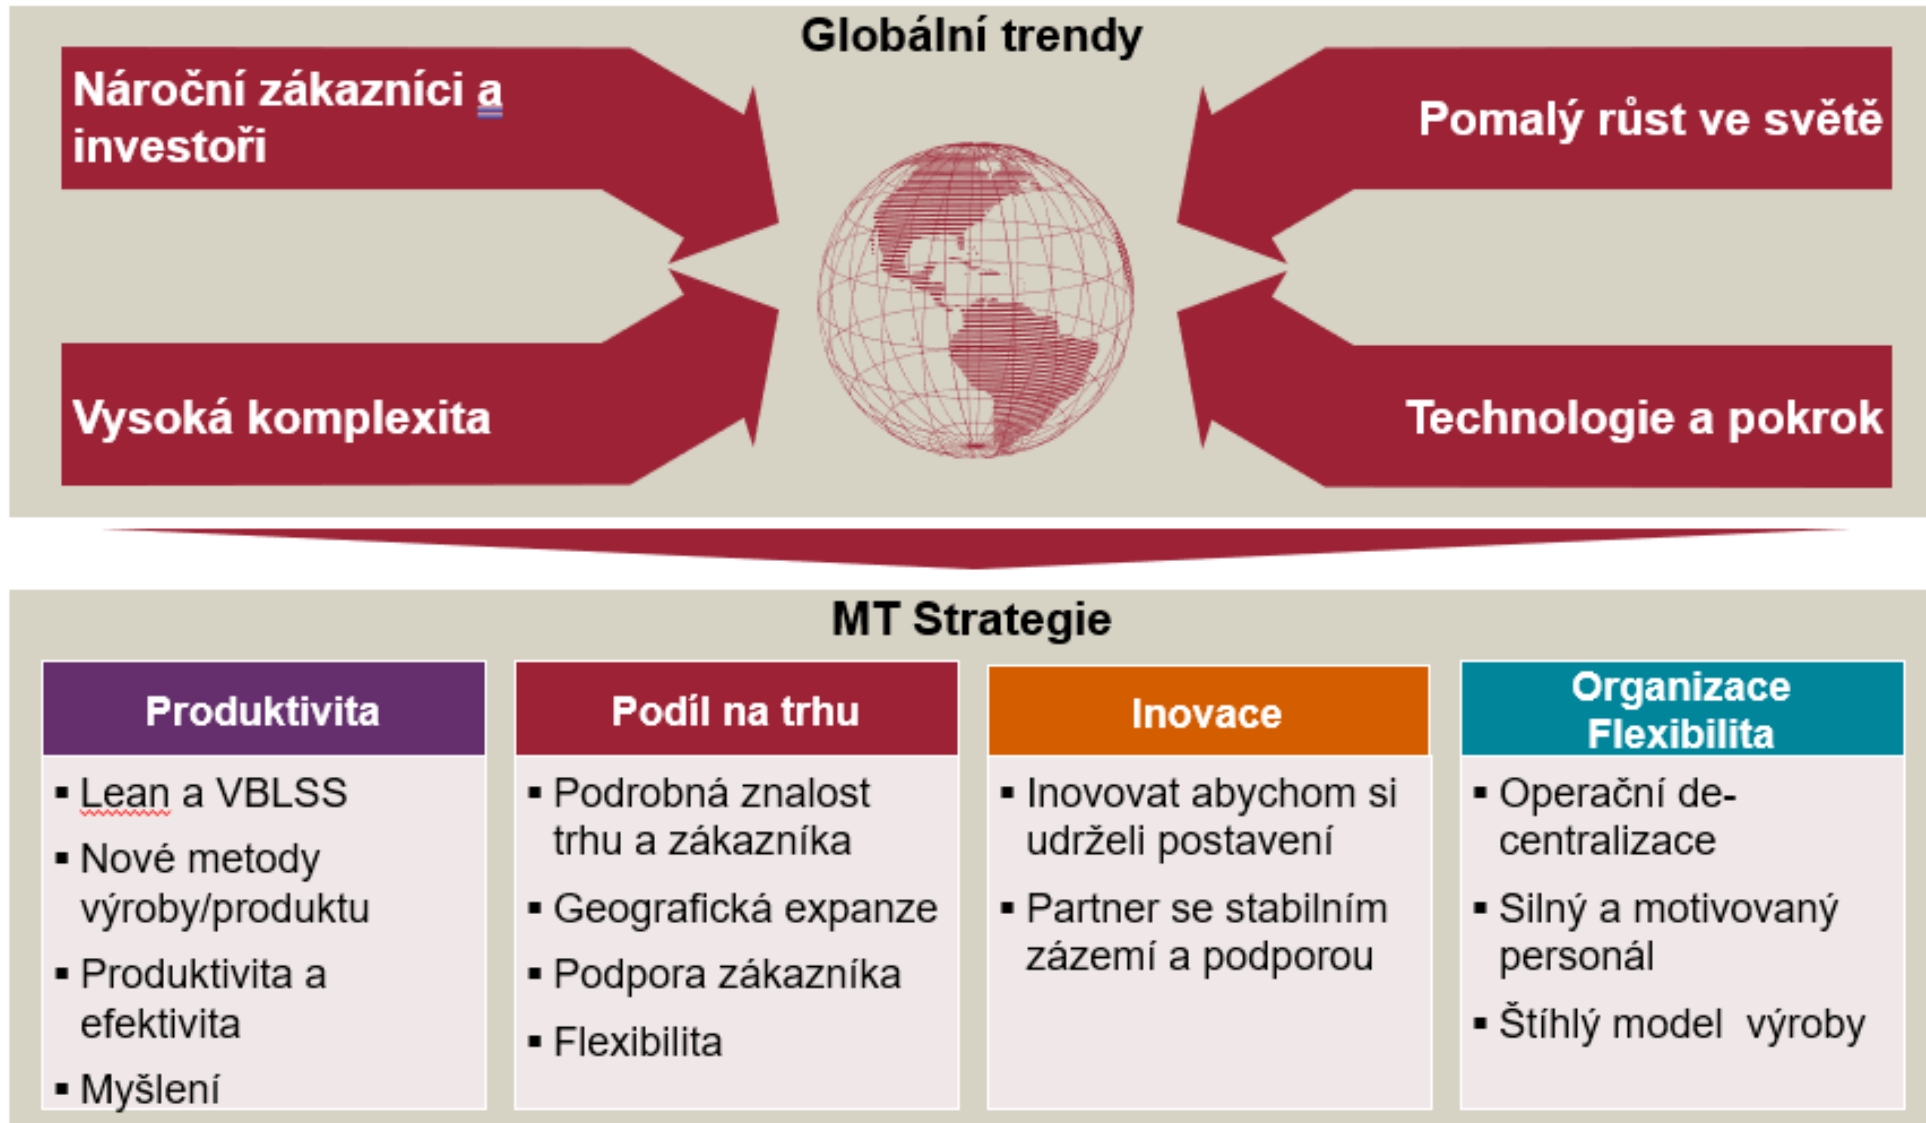 Globální trendy
Nároční zákazníci a
investoři
Pomalý růst ve světě
Vysoká komplexita
Technologie a pokrok
MT Strategie
Produktivita
▪ Lean a VBLSS
▪ Nové metody
výroby/produktu
▪ Produktivita a
efektivita
▪ Myšlení
Podíl na trhu
▪ Podrobná znalost
trhu a zákazníka
▪ Geografická expanze
▪ Podpora zákazníka
▪ Flexibilita
Inovace
▪ Inovovat abychom si
udrželi postavení
▪ Partner se stabilním
zázemí a podporou
Organizace
Flexibilita
▪ Operační de-
centralizace
▪ Silný a motivovaný
personál
▪ Štíhlý model  výroby